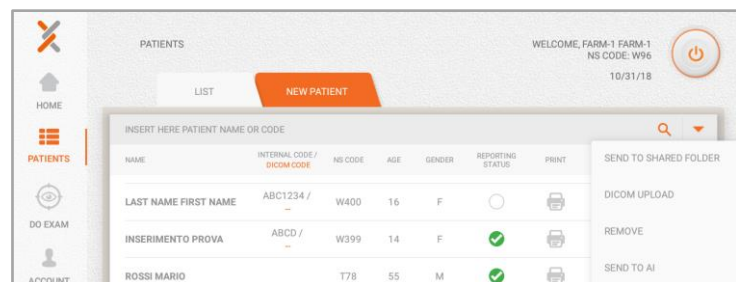 PATIENTS
WELCOME, FARM-1 FARM-1
NS CODE: W96
10/31/18
HOME
LIST
NEW PATIENT
PATIENTS
INSERT HERE PATIENT NAME OR CODE
NAME
INTERNAL CODE /
DICOM CODE
NS CODE
AGE
GENDER
REPORTING
STATUS
PRINT
SEND TO SHARED FOLDER
LAST NAME FIRST NAME
ABC1234 /
--
W400
16
F
DICOM UPLOAD
DO EXAM
INSERIMENTO PROVA
ABCD /
--
W399
14
F
REMOVE
ROSSI MARIO
T78
55
M
SEND TO AI
ACCOUNT